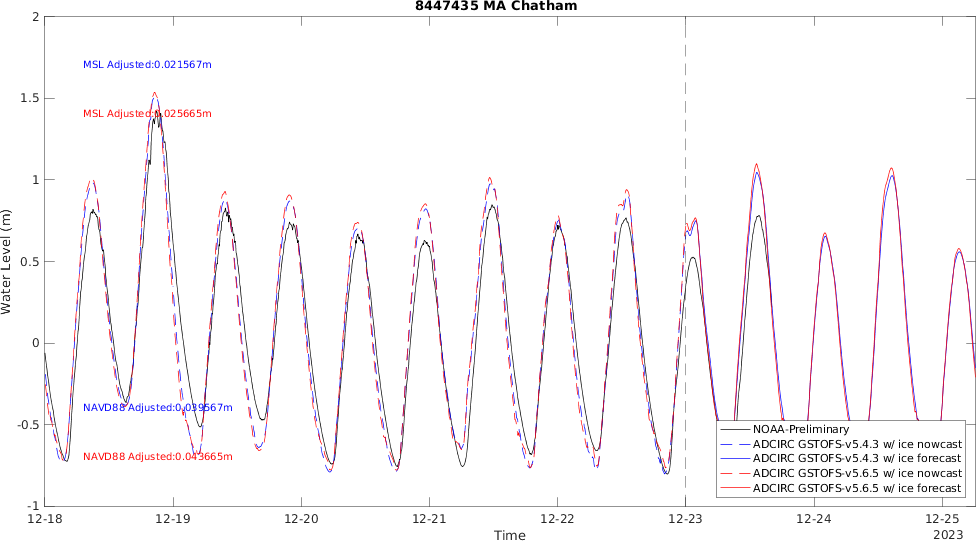 8447435 MA Chatham
2
1.5
1
0.5
0
-0.5
-1
Water Level (m)
MSL Adjusted:0.021567m
MSL Adjusted:0.025665m
NAVD88 Adjusted:0.039567m
NAVD88 Adjusted:0.043665m
NOAA-Preliminary
ADCIRC GSTOFS-v5.4.3 w/ ice nowcast
ADCIRC GSTOFS-v5.4.3 w/ ice forecast
ADCIRC GSTOFS-v5.6.5 w/ ice nowcast
ADCIRC GSTOFS-v5.6.5 w/ ice forecast
12-18 12-19 12-20 12-21 12-22 12-23 12-24 12-25
Time
2023